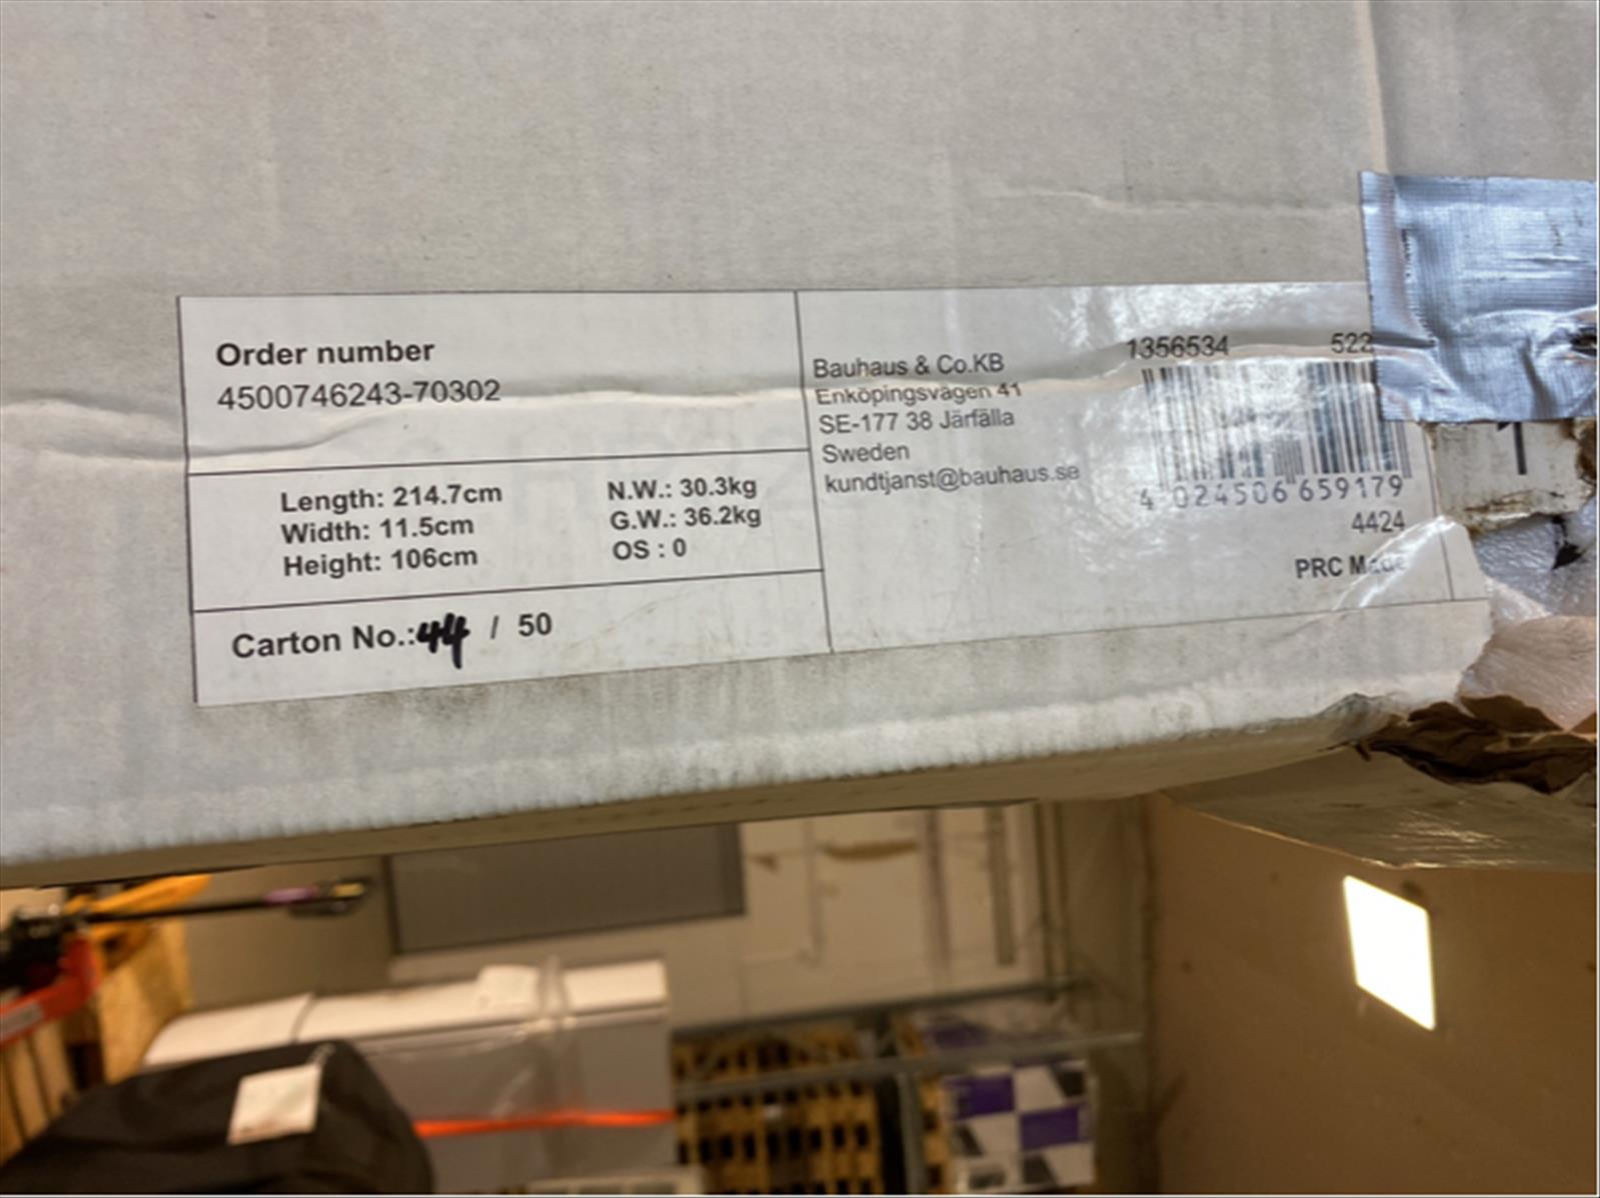 Order number
4500746243-70302
Length: 214.7cm
Width: 11.5cm
Height: 106cm
N.W.: 30.3kg
G.W.: 36.2kg
OS : 0
Carton No.:44 / 50
Bauhaus & Co.KB
Enköpingsvägen 41
SE-177 38 Järfälla
Sweden
kundtjanst@bauhaus.se
1356534 522
4 024506 659179
4424
PRC Made
1